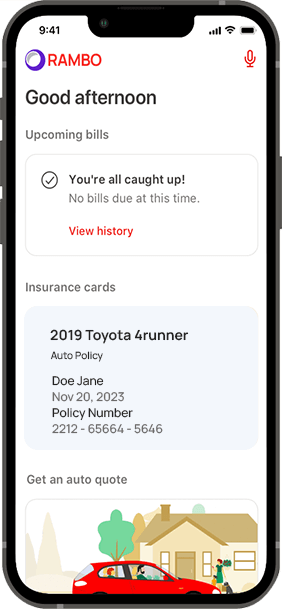 9:41
RAMBO
Good afternoon
Upcoming bills
You're all caught up!
No bills due at this time.
View history
Insurance cards
2019 Toyota 4runner
Auto Policy
Doe Jane
Nov 20, 2023
Policy Number
2212 - 65664 - 5646
Get an auto quote